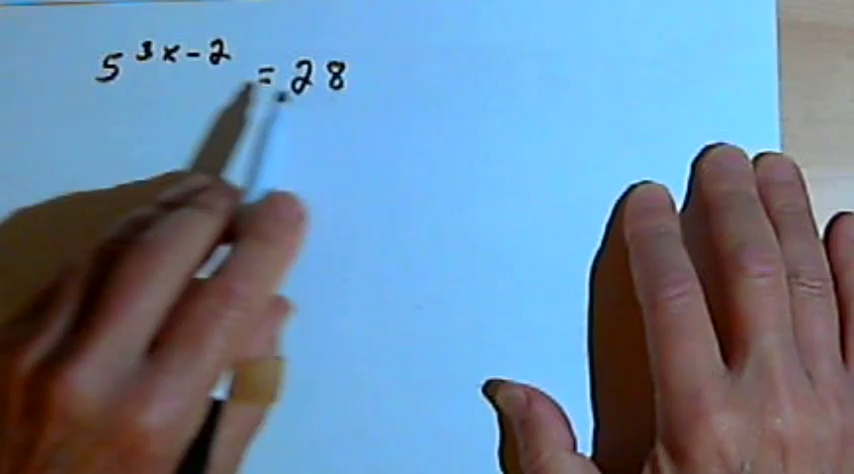 5^{3x-2} = 28